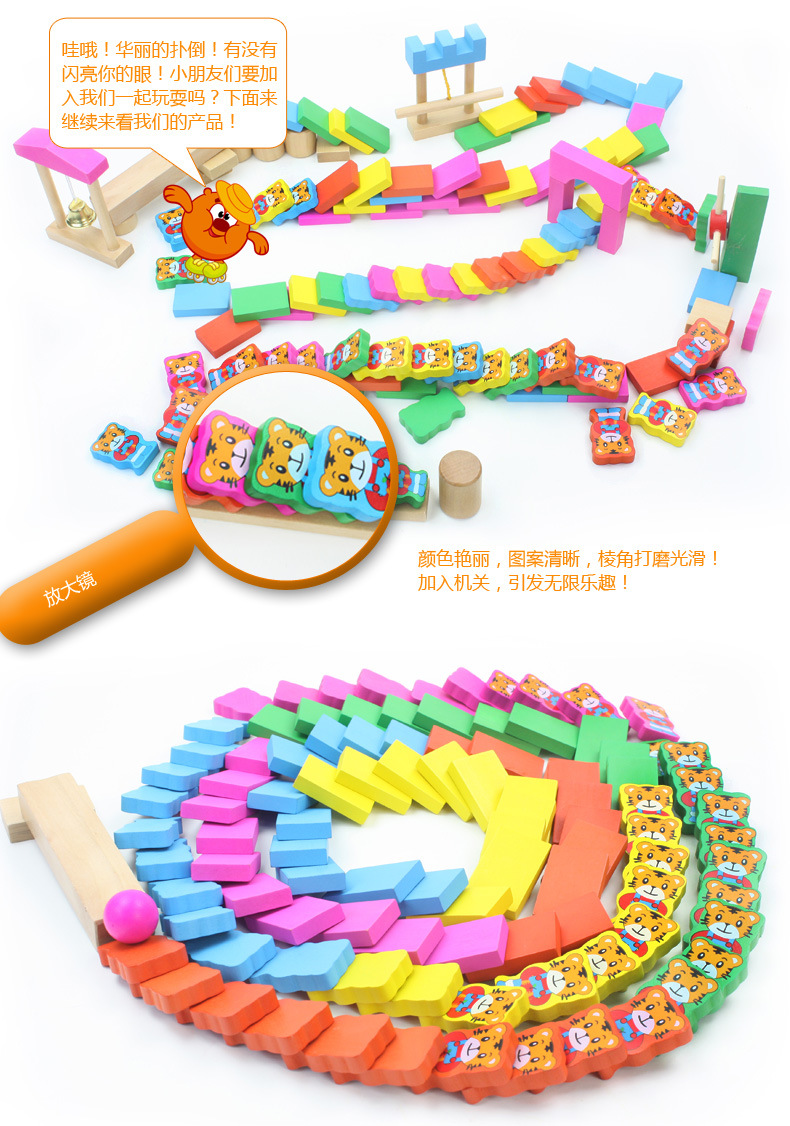 哇哦！华丽的扑倒！有没有
闪亮你的眼！小朋友们要加
入我们一起玩耍吗？下面来
继续来看我们的产品！
颜色艳丽，图案清晰，棱角打磨光滑！
加入机关，引发无限乐趣！
放大镜